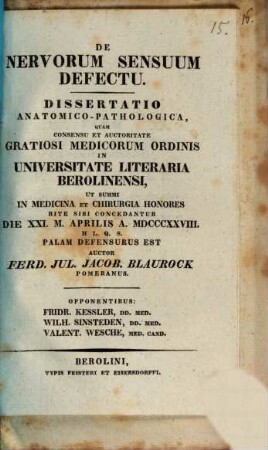 15.
16.
DE
NERVORUM SENSUUM
DEFECTU.
DISSERTATIO
ANATOMICO-PATHOLOGICA,
QUAM
CONSENSU ET AUCTORITATE
GRATIOSI MEDICORUM ORDINIS
IN
UNIVERSITATE LITERARIA
BEROLINENSI,
UT SUMMI
IN MEDICINA ET CHIRURGIA HONORES
RITE SIBI CONCEDANTUR
DIE XXI. M. APRILIS A. MDCCCXXVIII.
H L. Q. S.
PALAM DEFENSURUS EST
AUCTOR
FERD. JUL. JACOB. BLAUROCK
POMERANUS.
OPPONENTIBUS:
FRIDR. KESSLER, DD. MED.
WILH. SINSTEDEN, DD. MED.
VALENT. WESCHE, MED. CAND.
BEROLINI,
TYPIS FEISTERI ET EISERSDORFFI.